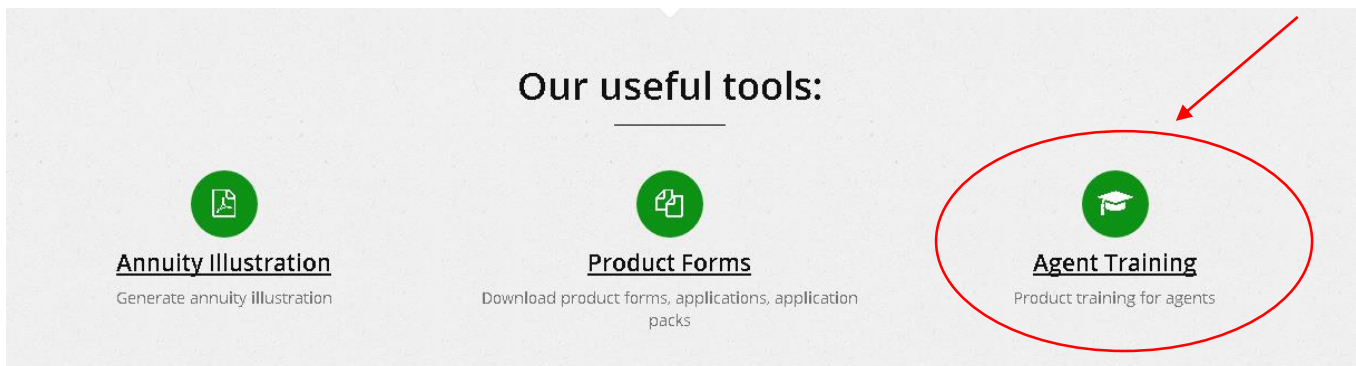 Our useful tools:
Annuity Illustration
Generate annuity illustration
Product Forms
Download product forms, applications, application
packs
Agent Training
Product training for agents